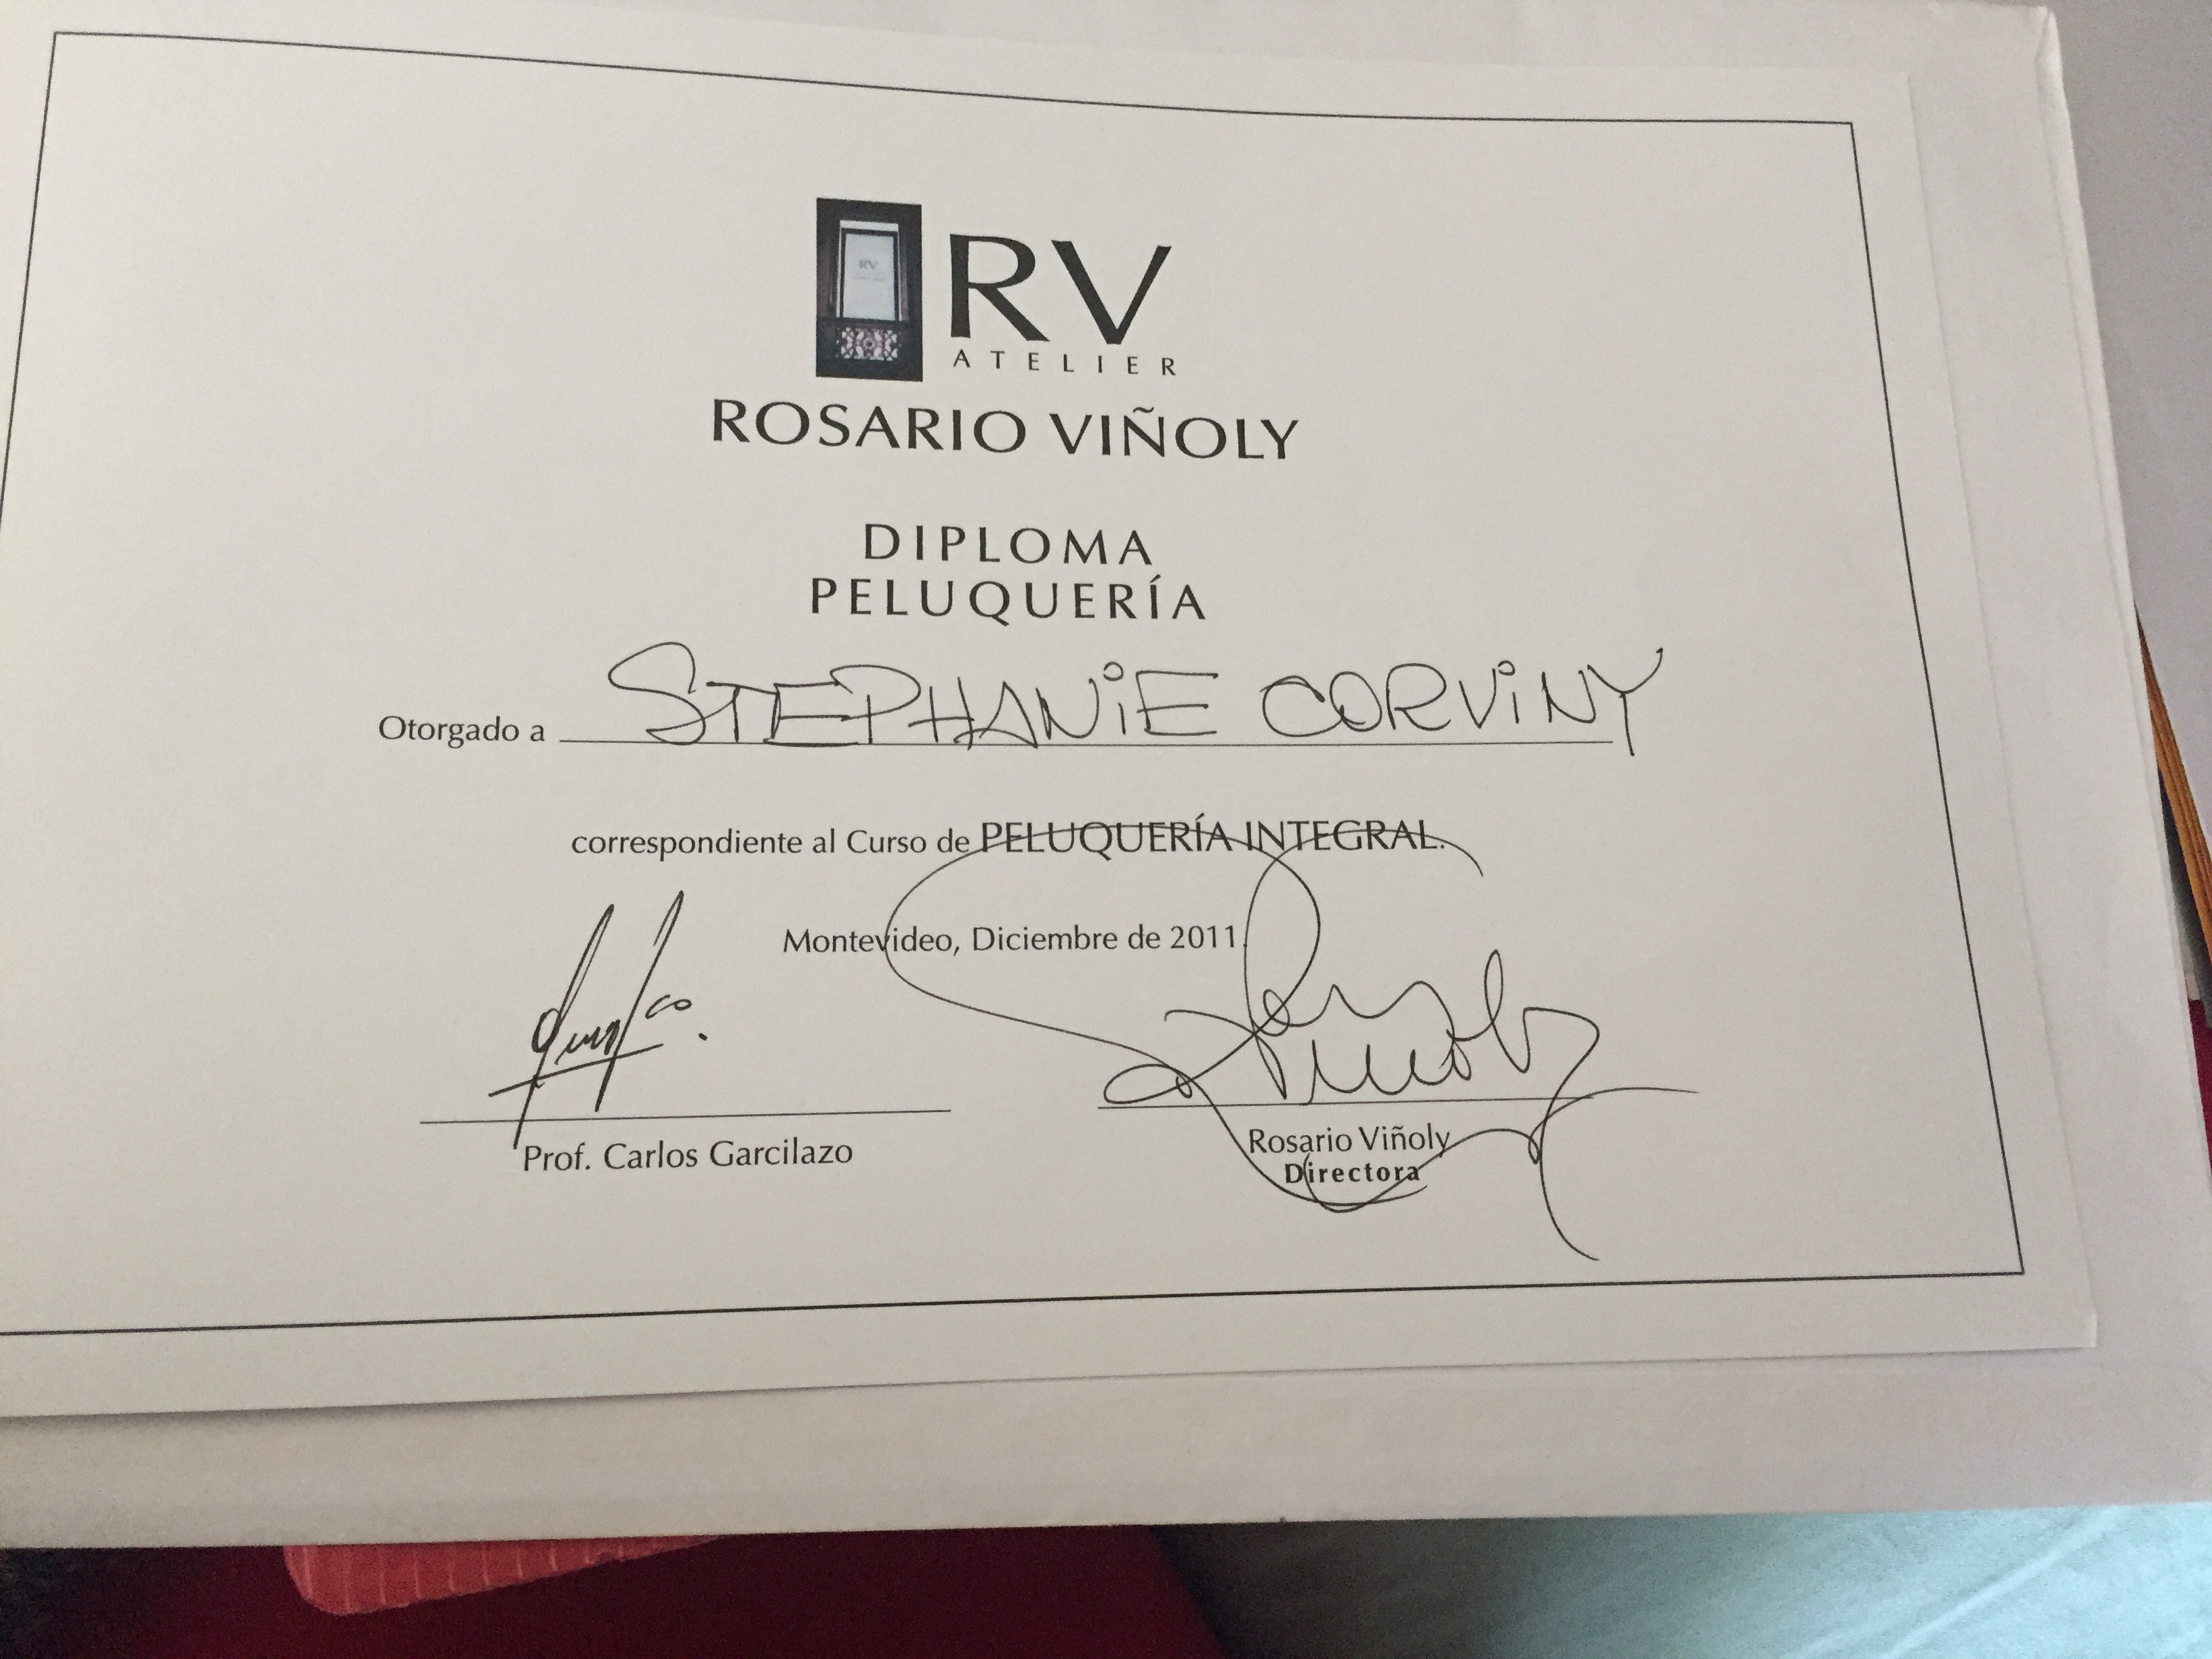 RV
ATELIER
ROSARIO VIÑOLY
DIPLOMA
PELUQUERÍA
Otorgado a STEPHANiE CORViNY
correspondiente al Curso de PELUQUERÍA INTEGRAL.
Montevideo, Diciembre de 2011
Prof. Carlos Garcilazo
Rosario Viñoly
Directora